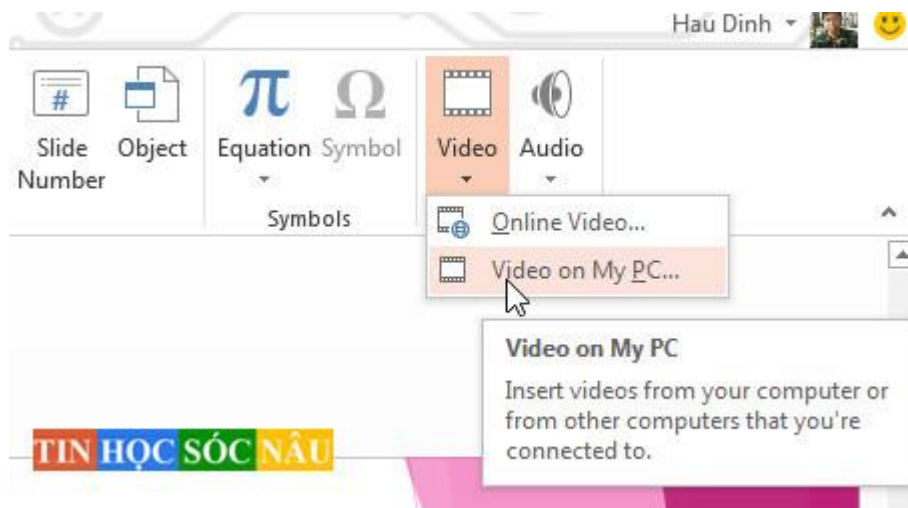 Hau Dinh
#
Slide Number
Object
π
Equation
Ω
Symbol
Video
Audio
Symbols
Online Video...
Video on My PC...
Video on My PC
Insert videos from your computer or
from other computers that you're
connected to.
TIN HỌC SÓC NÂU